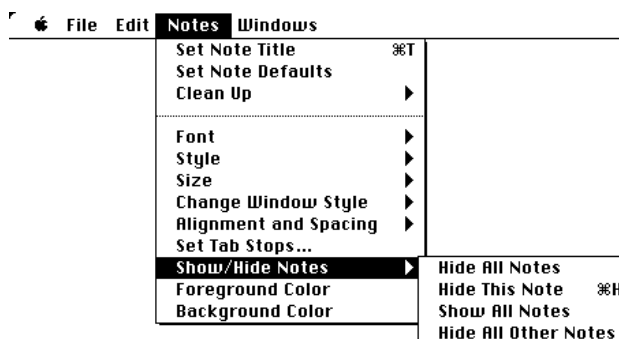 File Edit Notes Windows
Set Note Title ⌘T
Set Note Defaults
Clean Up
Font
Style
Size
Change Window Style
Alignment and Spacing
Set Tab Stops...
Show/Hide Notes
Foreground Color
Background Color
Hide All Notes
Hide This Note ⌘H
Show All Notes
Hide All Other Notes